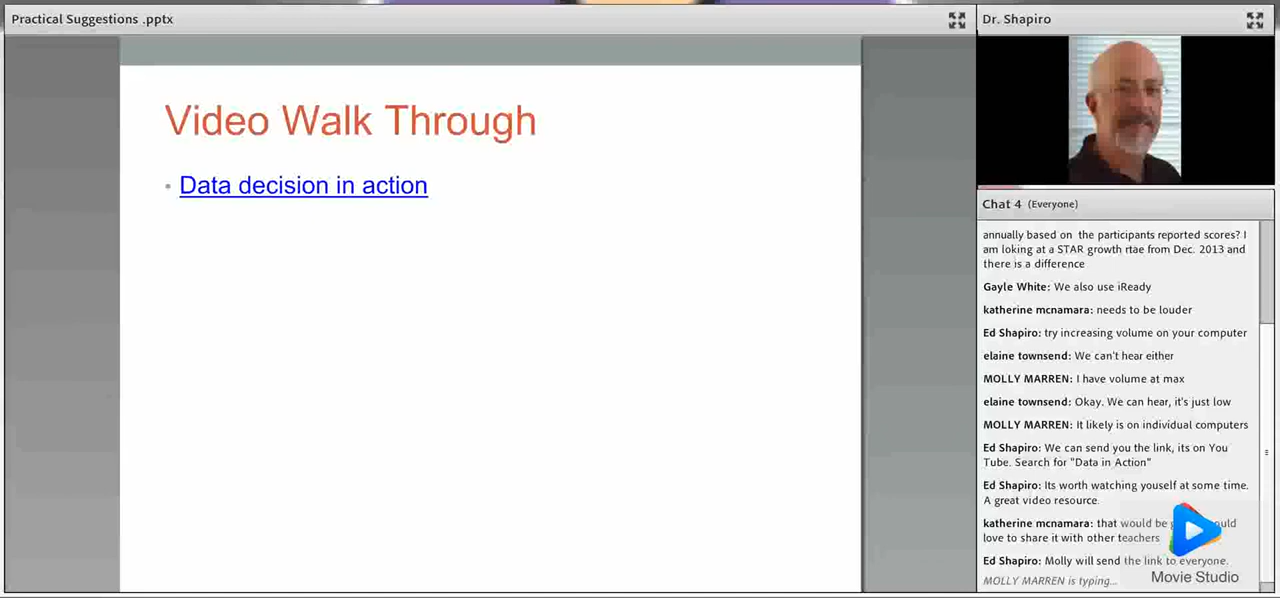 Practical Suggestions .pptx
Dr. Shapiro
Video Walk Through
Data decision in action
Chat 4 (Everyone)
annually based on the participants reported scores? I
am loking at a STAR growth rtae from Dec. 2013 and
there is a difference
Gayle White: We also use iReady
katherine mcnamara: needs to be louder
Ed Shapiro: try increasing volume on your computer
elaine townsend: We can't hear either
MOLLY MARREN: I have volume at max
elaine townsend: Okay. We can hear, it's just low
MOLLY MARREN: It likely is on individual computers
Ed Shapiro: We can send you the link, its on You
Tube. Search for "Data in Action"
Ed Shapiro: Its worth watching youself at some time.
A great video resource.
katherine mcnamara: that would be
love to share it with other teachers
Ed Shapiro: Molly will send the link to everyone.
MOLLY MARREN is typing...
Movie Studio